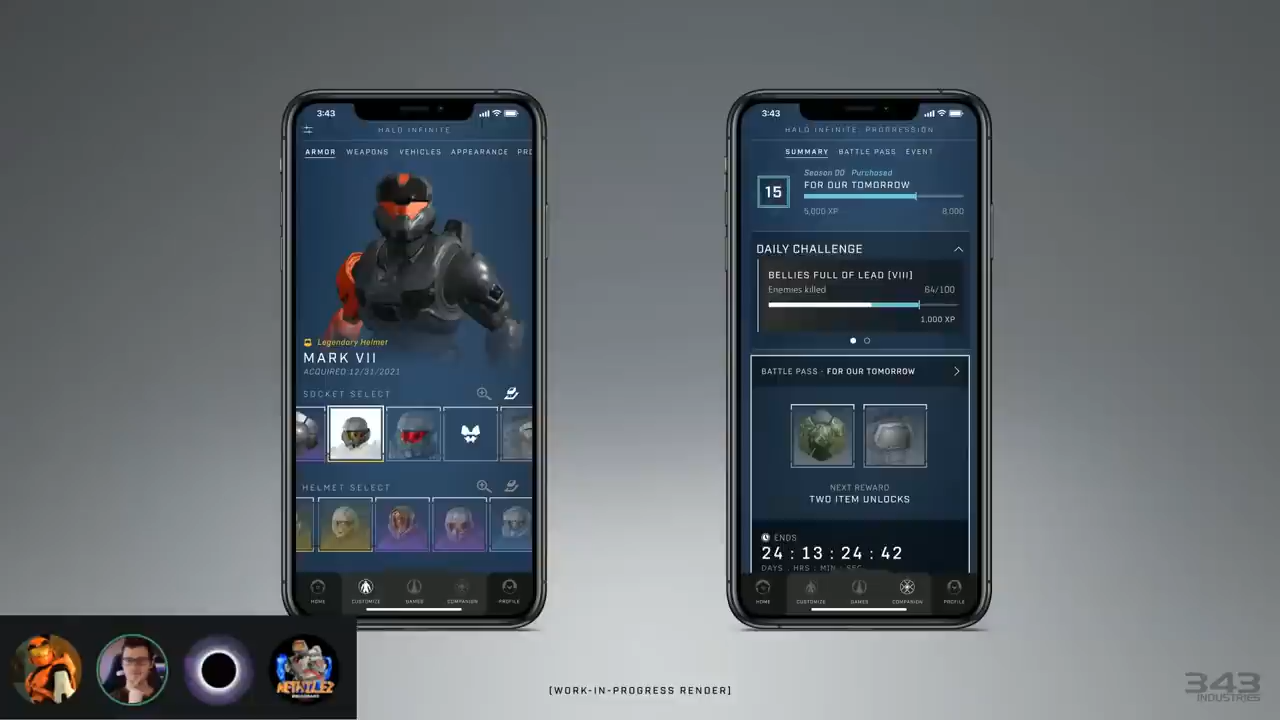 3:43
HALO INFINITE
ARMOR WEAPONS VEHICLES APPEARANCE PRO
Legendary Helmet
MARK VII
ACQUIRED 12/31/2021
SOCKET SELECT
HELMET SELECT
HOME CUSTOMIZE GAMES COMPANION PROFILE
3:43
HALO INFINITE: PROGRESSION
SUMMARY BATTLE PASS EVENT
15
Season 00 Purchased
FOR OUR TOMORROW
5,000 XP 8,000
DAILY CHALLENGE
BELLIES FULL OF LEAD [VIII]
Enemies killed 64/100
1,000 XP
BATTLE PASS - FOR OUR TOMORROW
NEXT REWARD
TWO ITEM UNLOCKS
ENDS
24 : 13 : 24 : 42
DAYS : HRS : MIN : SEC
HOME CUSTOMIZE GAMES COMPANION PROFILE
[WORK-IN-PROGRESS RENDER]
343
INDUSTRIES